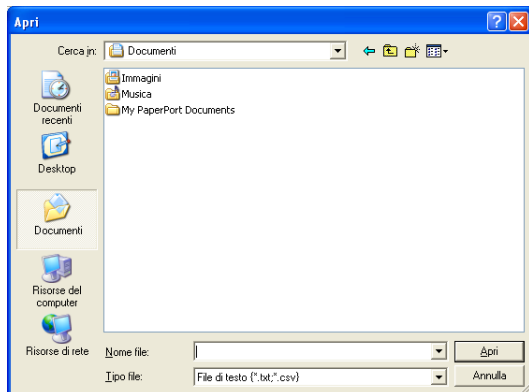 Apri
Cerca in: Documenti
Immagini
Musica
My PaperPort Documents
Documenti
recenti
Desktop
Documenti
Risorse del
computer
Risorse di rete
Nome file:
Apri
Tipo file: File di testo (*.txt;*.csv)
Annulla